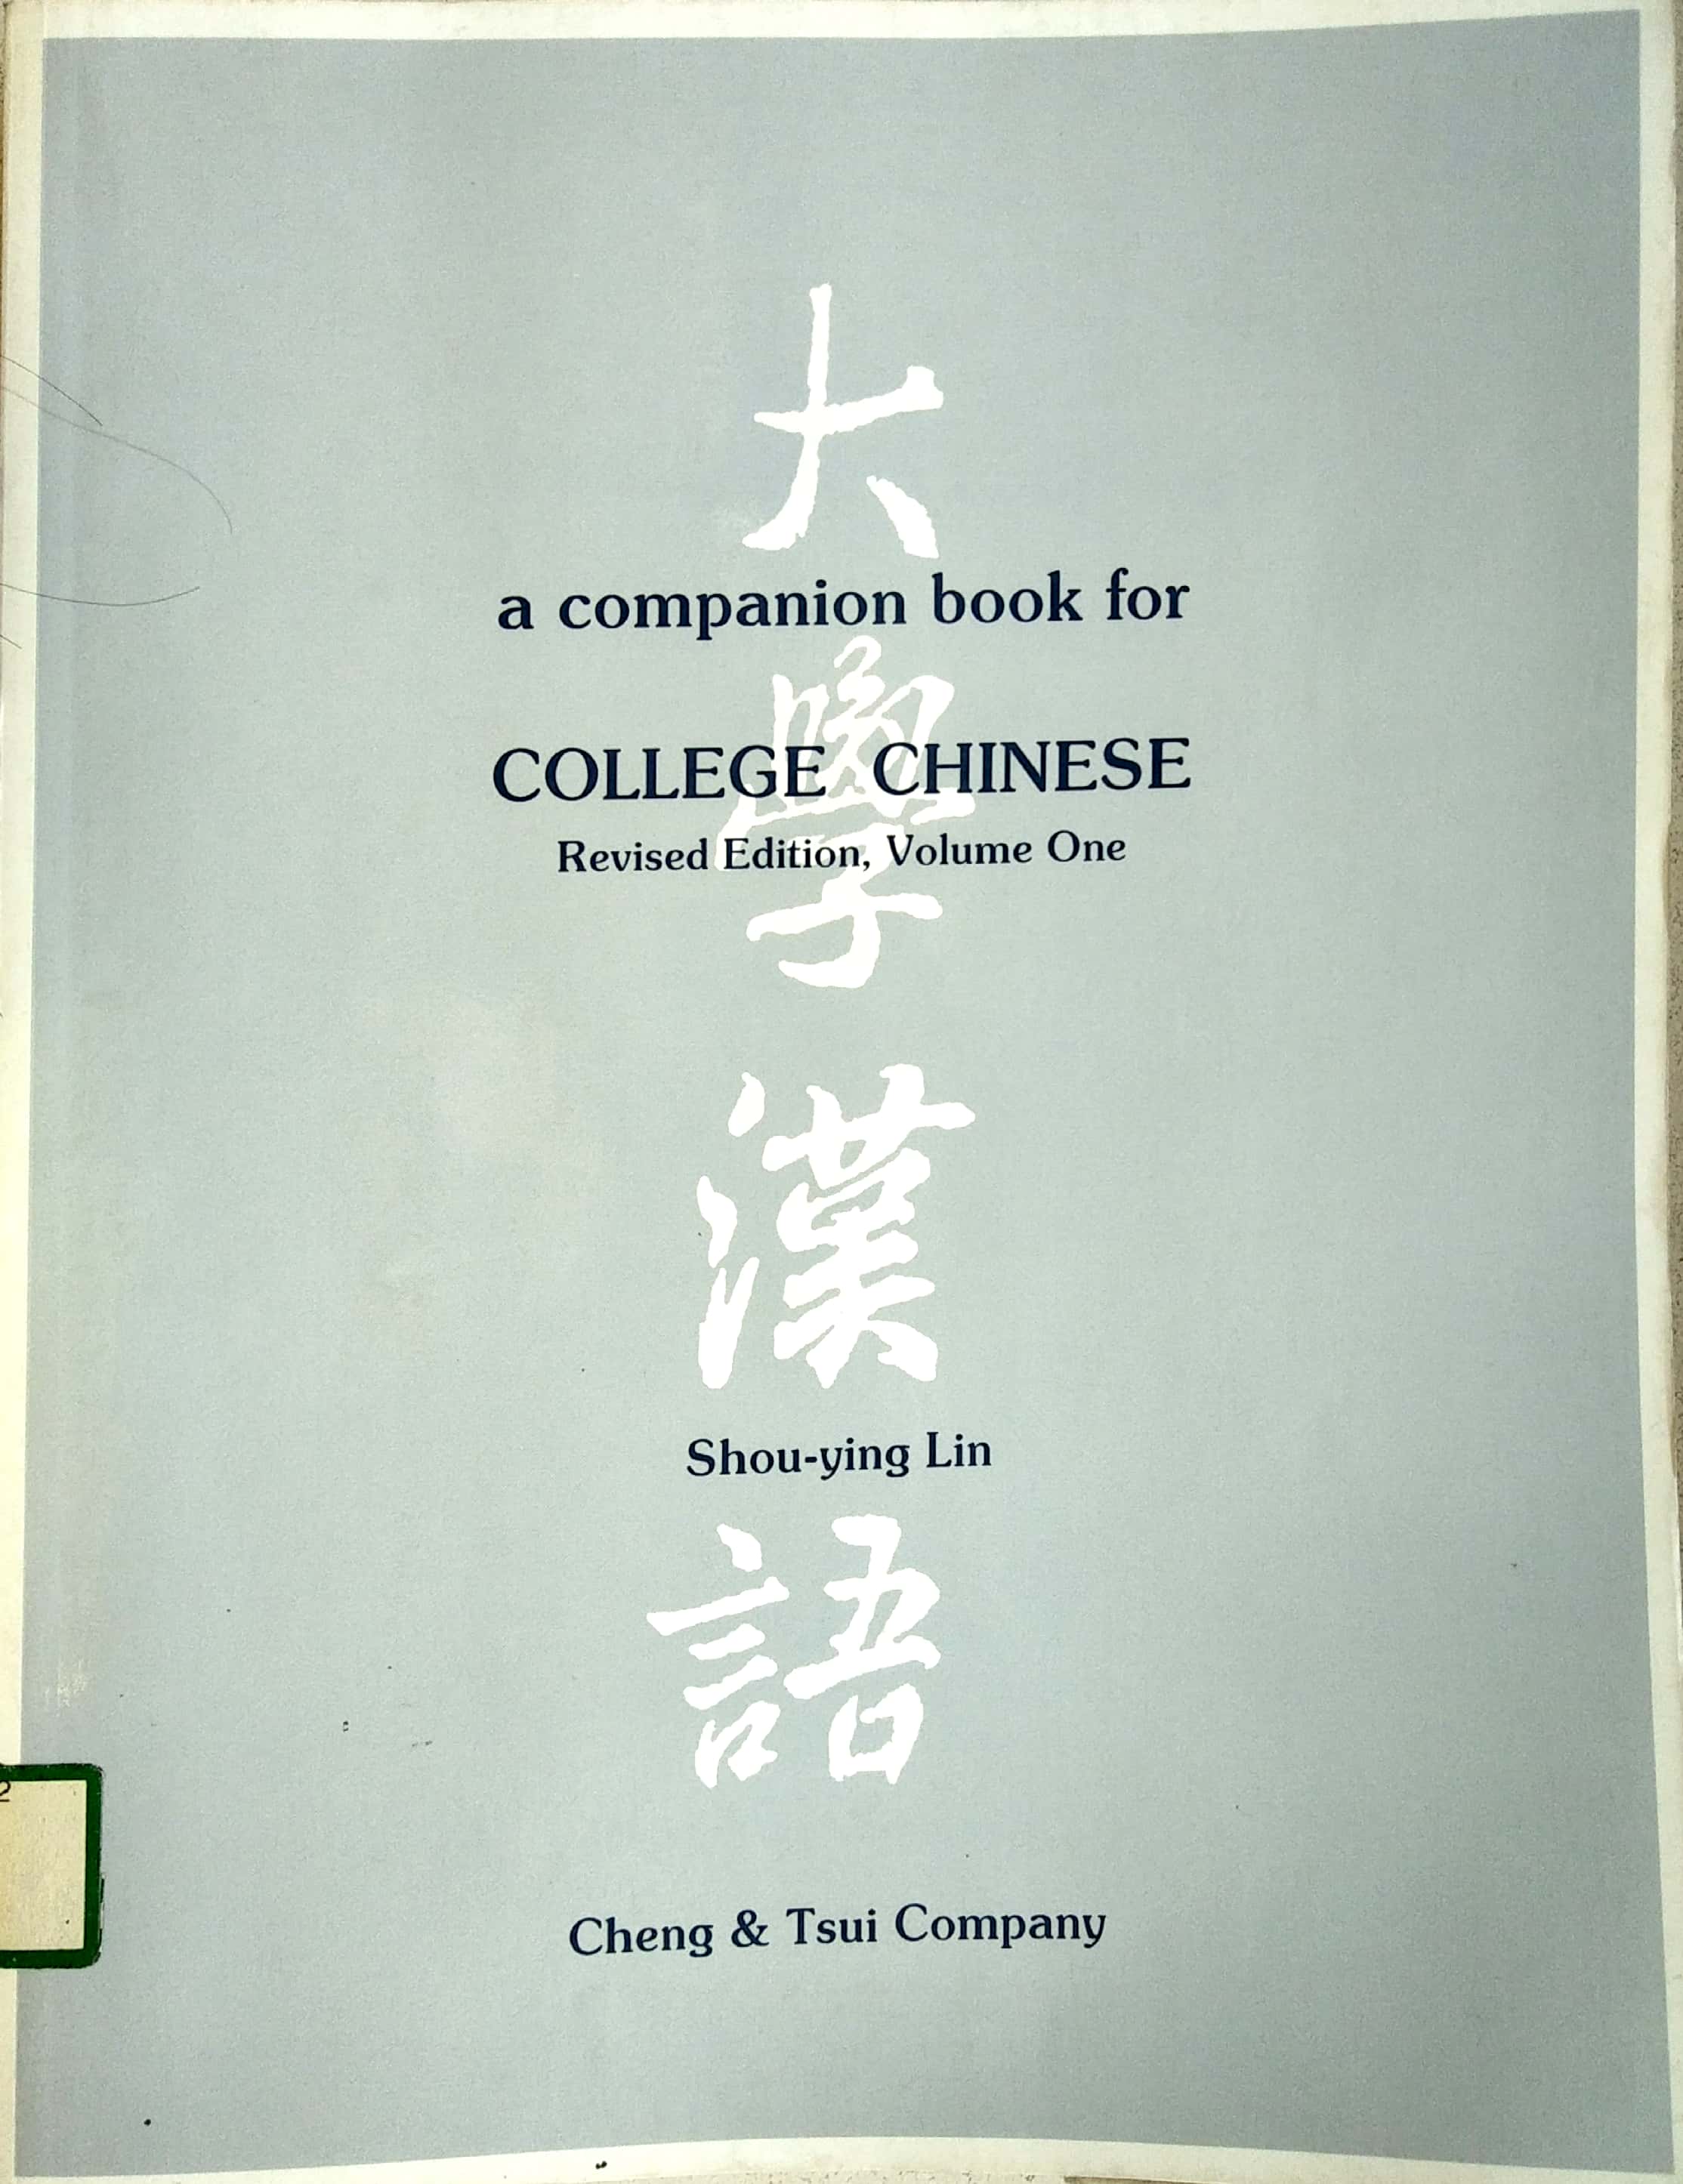 大
a companion book for
學
COLLEGE CHINESE
Revised Edition, Volume One
漢
Shou-ying Lin
語
Cheng & Tsui Company
2